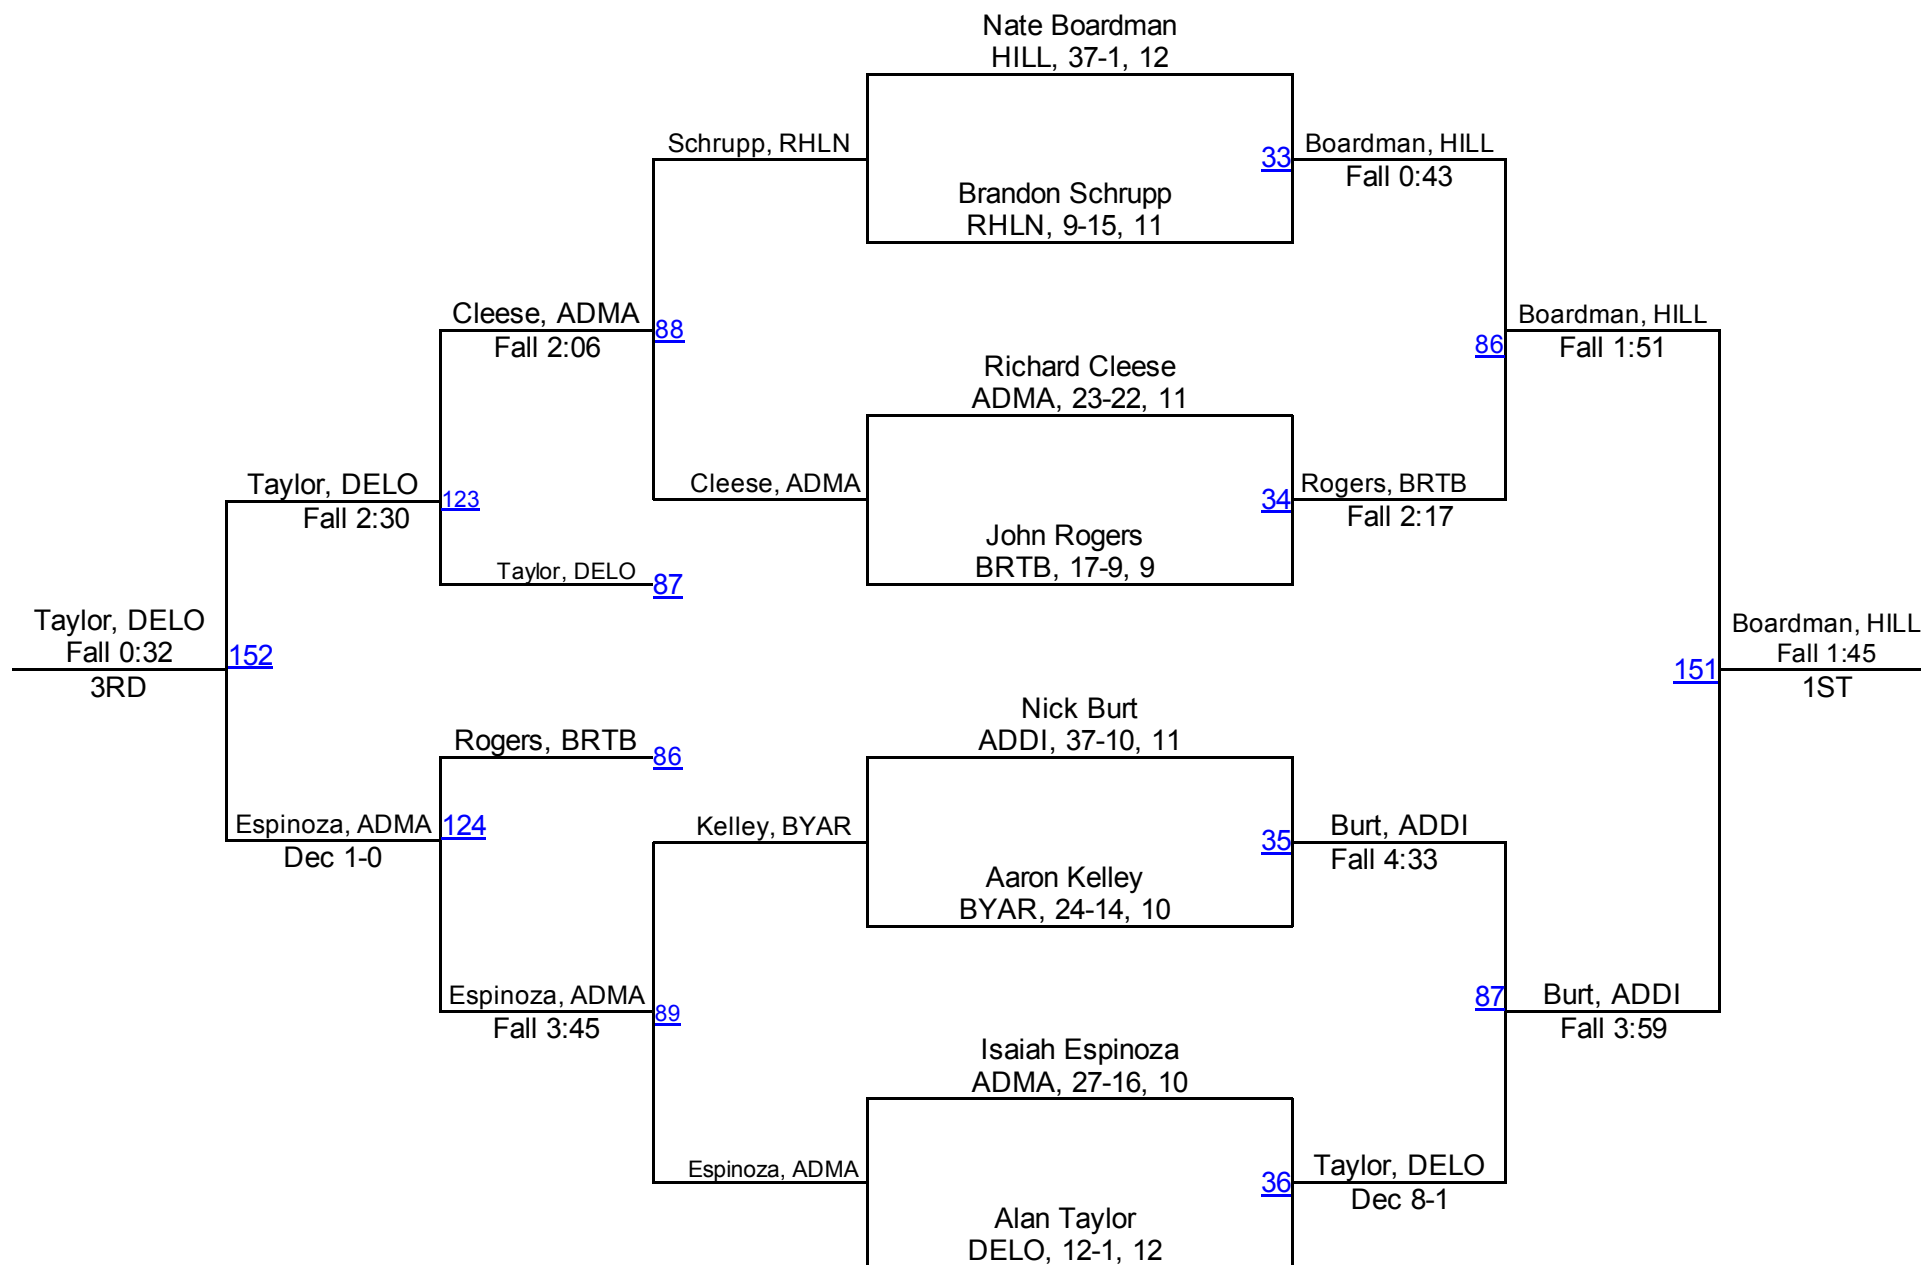 Nate Boardman
HILL, 37-1, 12
Schrupp, RHLN
33
Boardman, HILL
Fall 0:43
Brandon Schrupp
RHLN, 9-15, 11
Cleese, ADMA
Fall 2:06
88
86
Boardman, HILL
Fall 1:51
Richard Cleese
ADMA, 23-22, 11
Taylor, DELO
Fall 2:30
123
Cleese, ADMA
34
Rogers, BRTB
Fall 2:17
John Rogers
BRTB, 17-9, 9
Taylor, DELO
87
Taylor, DELO
Fall 0:32
3RD
152
151
Boardman, HILL
Fall 1:45
1ST
Nick Burt
ADDI, 37-10, 11
Rogers, BRTB
86
Espinoza, ADMA
Dec 1-0
124
Kelley, BYAR
35
Burt, ADDI
Fall 4:33
Aaron Kelley
BYAR, 24-14, 10
Espinoza, ADMA
Fall 3:45
89
87
Burt, ADDI
Fall 3:59
Isaiah Espinoza
ADMA, 27-16, 10
Espinoza, ADMA
36
Taylor, DELO
Dec 8-1
Alan Taylor
DELO, 12-1, 12